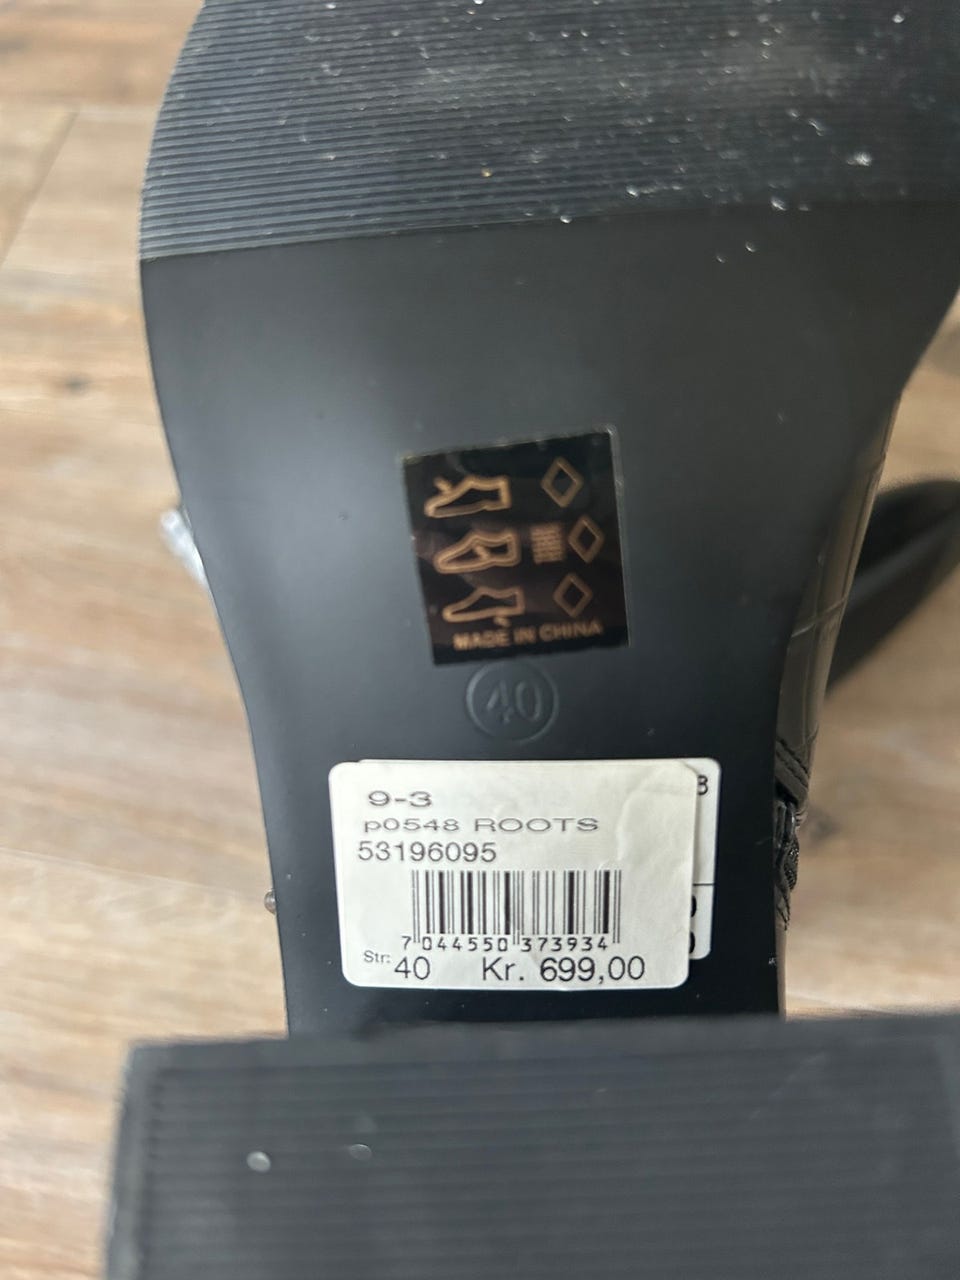 MADE IN CHINA
40
9-3
p0548 ROOTS
53196095
7 044550 373934
Str: 40 Kr. 699,00